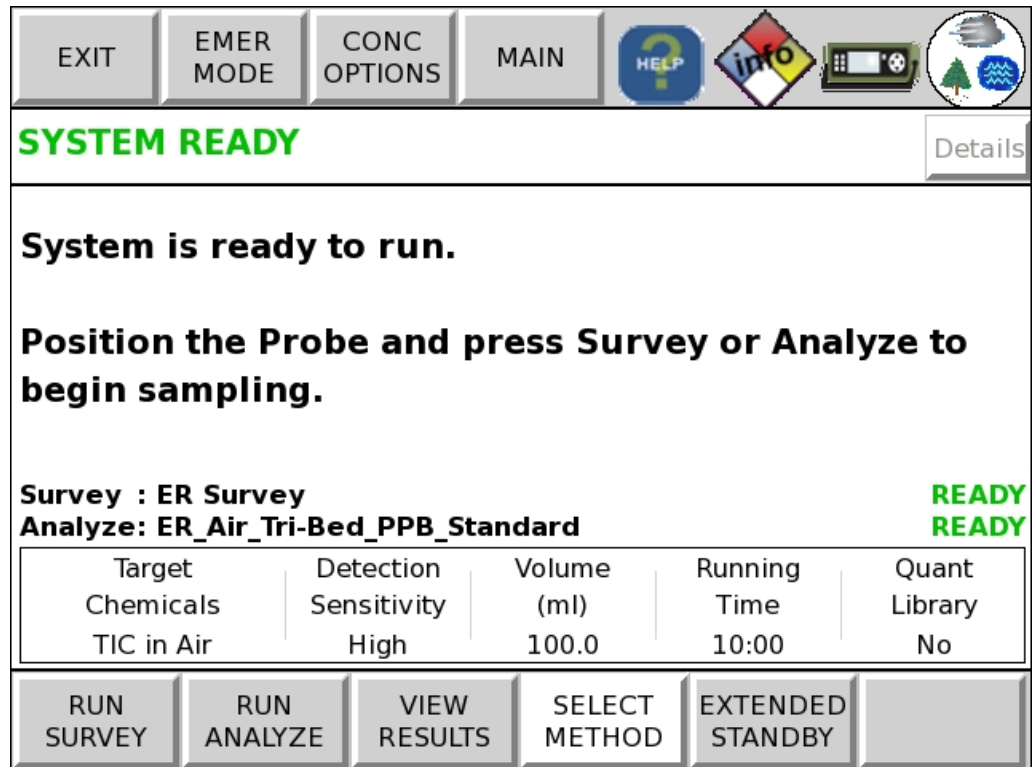 EXIT
EMER
MODE
CONC
OPTIONS
MAIN
HELP
info
SYSTEM READY
Details
System is ready to run.
Position the Probe and press Survey or Analyze to
begin sampling.
Survey : ER Survey READY
Analyze: ER_Air_Tri-Bed_PPB_Standard READY
Target Detection Volume Running Quant
Chemicals Sensitivity (ml) Time Library
TIC in Air High 100.0 10:00 No
RUN
SURVEY
RUN
ANALYZE
VIEW
RESULTS
SELECT
METHOD
EXTENDED
STANDBY